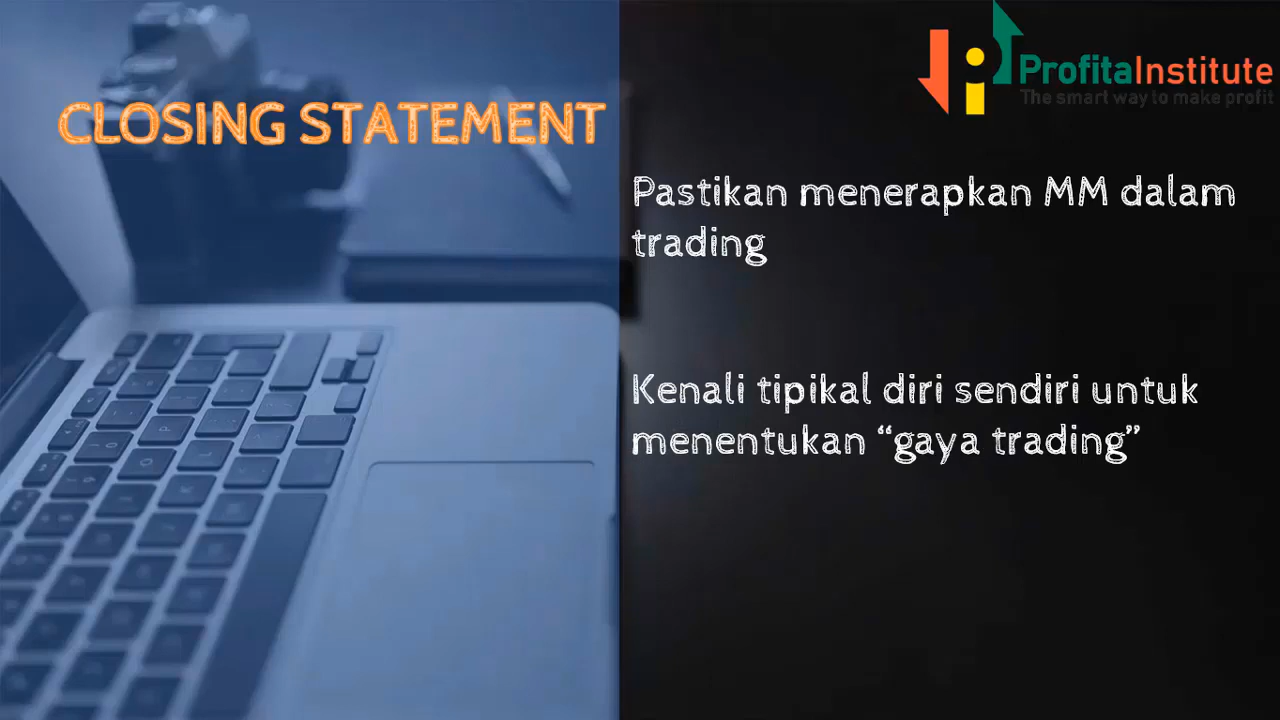 ProfitaInstitute
The smart way to make profit
CLOSING STATEMENT
Pastikan menerapkan MM dalam
trading
Kenali tipikal diri sendiri untuk
menentukan “gaya trading”